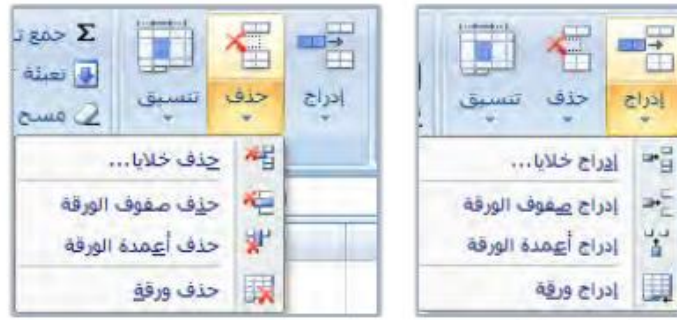 إدراج
حذف
تنسيق
إدراج خلايا...
إدراج صفوف الورقة
إدراج أعمدة الورقة
إدراج ورقة
إدراج
حذف
تنسيق
Σ جمع ت
تعبئة
مسح
حذف خلايا...
حذف صفوف الورقة
حذف أعمدة الورقة
حذف ورقة